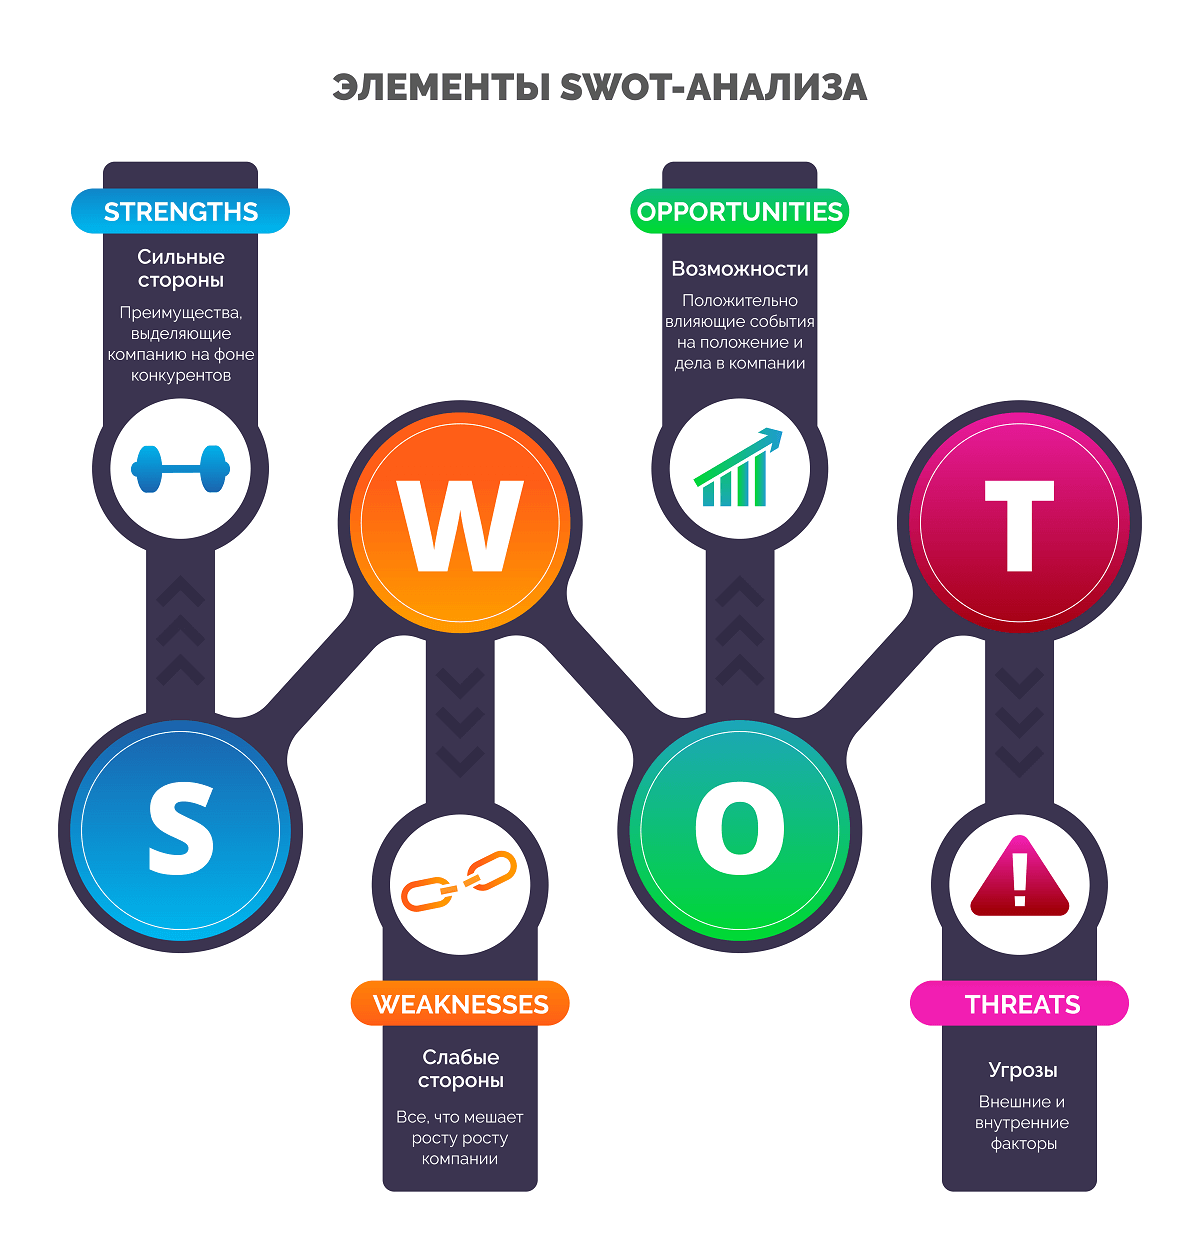 ЭЛЕМЕНТЫ SWOT-АНАЛИЗА
STRENGTHS
Сильные
стороны
Преимущества,
выделяющие
компанию на фоне
конкурентов
S
W
WEAKNESSES
Слабые
стороны
Все, что мешает
росту росту
компании
OPPORTUNITIES
Возможности
Положительно
влияющие события
на положение и
дела в компании
O
T
THREATS
Угрозы
Внешние и
внутренние
факторы